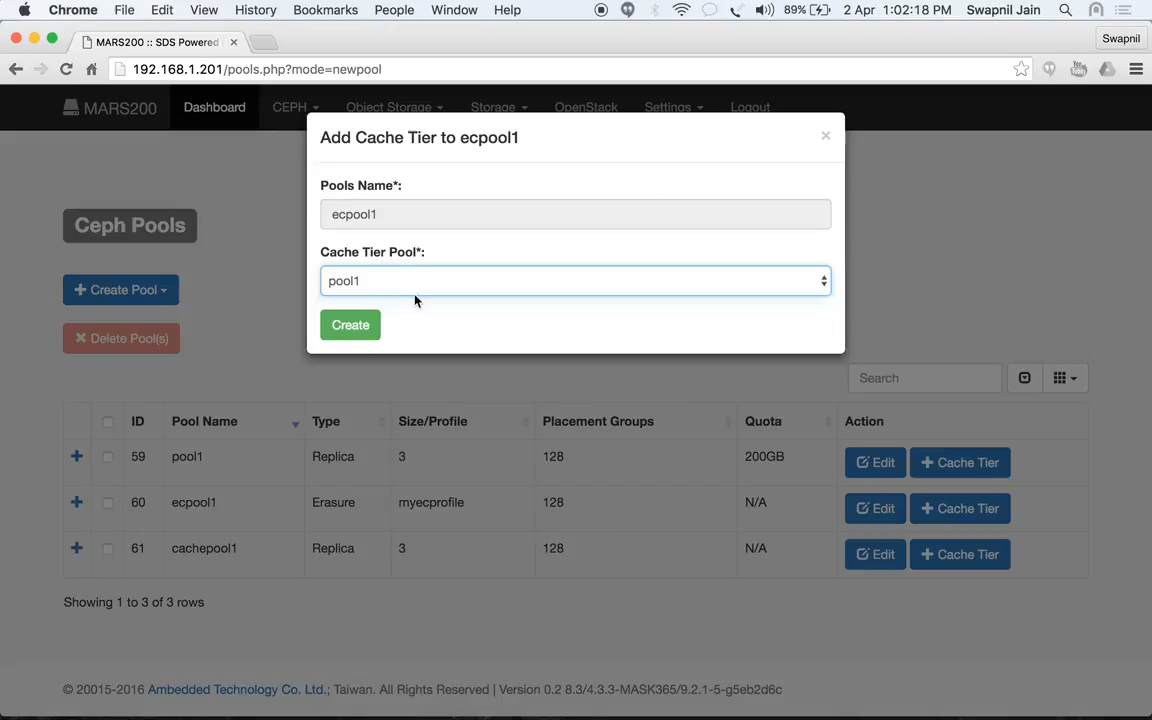 Chrome File Edit View History Bookmarks People Window Help 89% 2 Apr 1:02:18 PM Swapnil Jain
MARS200 :: SDS Powered Swapnil
192.168.1.201/pools.php?mode=newpool
MARS200 Dashboard CEPH Object Storage Storage OpenStack Settings Logout
Add Cache Tier to ecpool1 ×
Pools Name*:
ecpool1
Cache Tier Pool*:
pool1
Create
Ceph Pools
Create Pool
Delete Pool(s)
Search
ID Pool Name Type Size/Profile Placement Groups Quota Action
59 pool1 Replica 3 128 200GB Edit Cache Tier
60 ecpool1 Erasure myecprofile 128 N/A Edit Cache Tier
61 cachepool1 Replica 3 128 N/A Edit Cache Tier
Showing 1 to 3 of 3 rows
© 20015-2016 Ambedded Technology Co. Ltd.; Taiwan. All Rights Reserved | Version 0.2 8.3/4.3.3-MASK365/9.2.1-5-g5eb2d6c